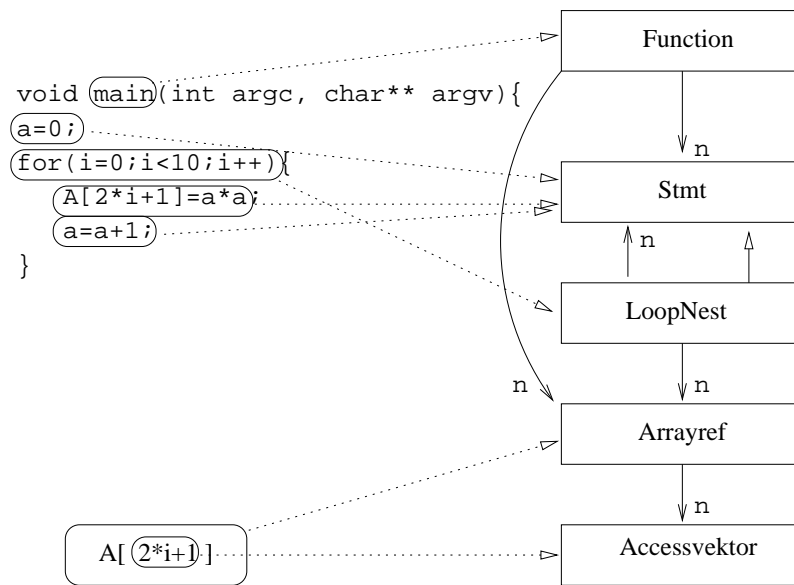 Function
void main(int argc, char** argv){
a=0;
n
for(i=0;i<10;i++){
Stmt
A[2*i+1]=a*a;
a=a+1;
n
}
LoopNest
n
n
Arrayref
n
A[ 2*i+1 ]
Accessvektor